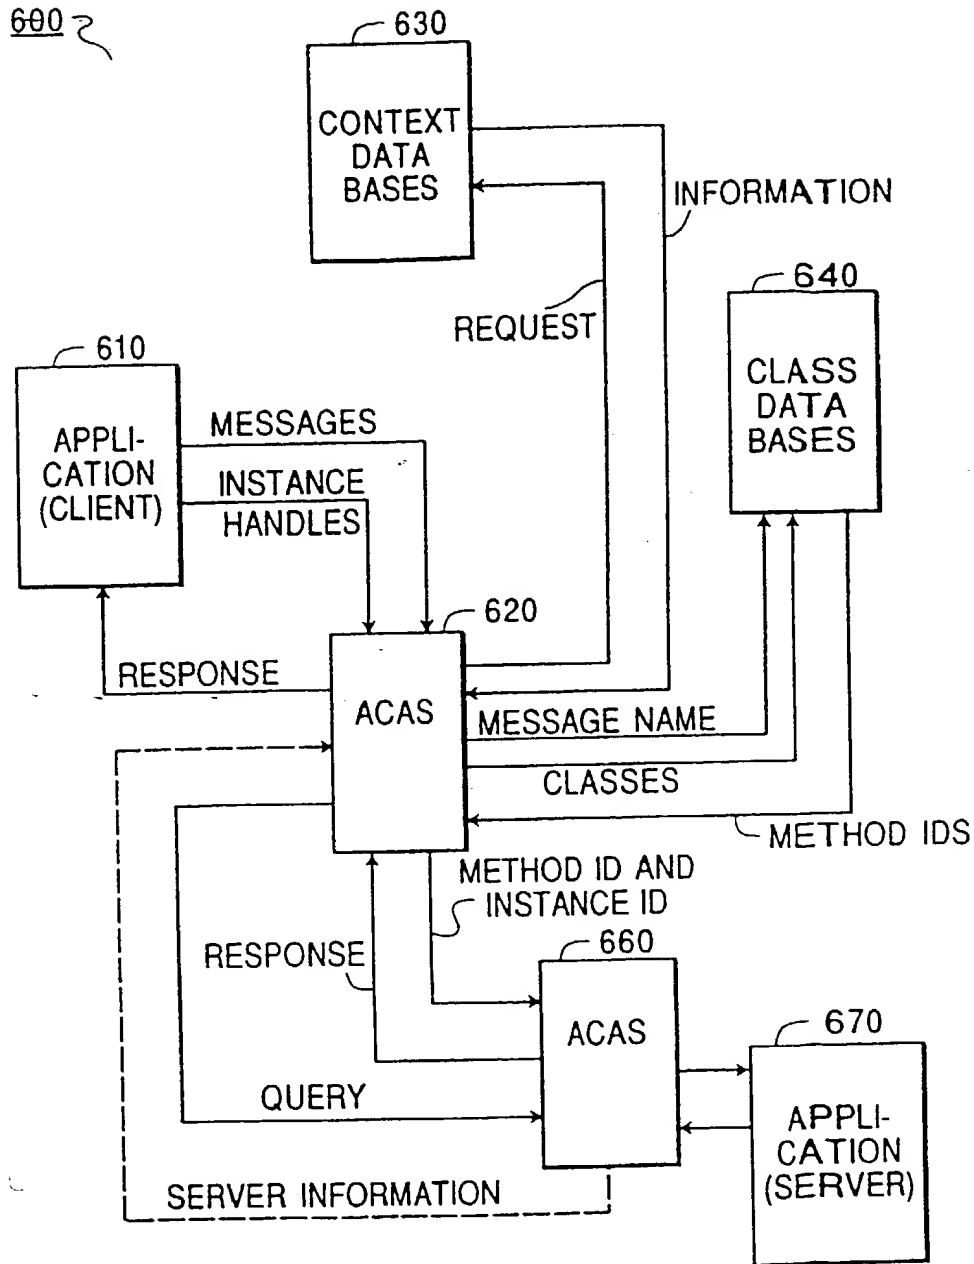 600
630
CONTEXT
DATA
BASES
INFORMATION
REQUEST
640
CLASS
DATA
BASES
610
APPLI-
CATION
(CLIENT)
MESSAGES
INSTANCE
HANDLES
620
RESPONSE
ACAS
MESSAGE NAME
CLASSES
METHOD IDS
METHOD ID AND
INSTANCE ID
RESPONSE
660
ACAS
670
QUERY
APPLI-
CATION
(SERVER)
SERVER INFORMATION